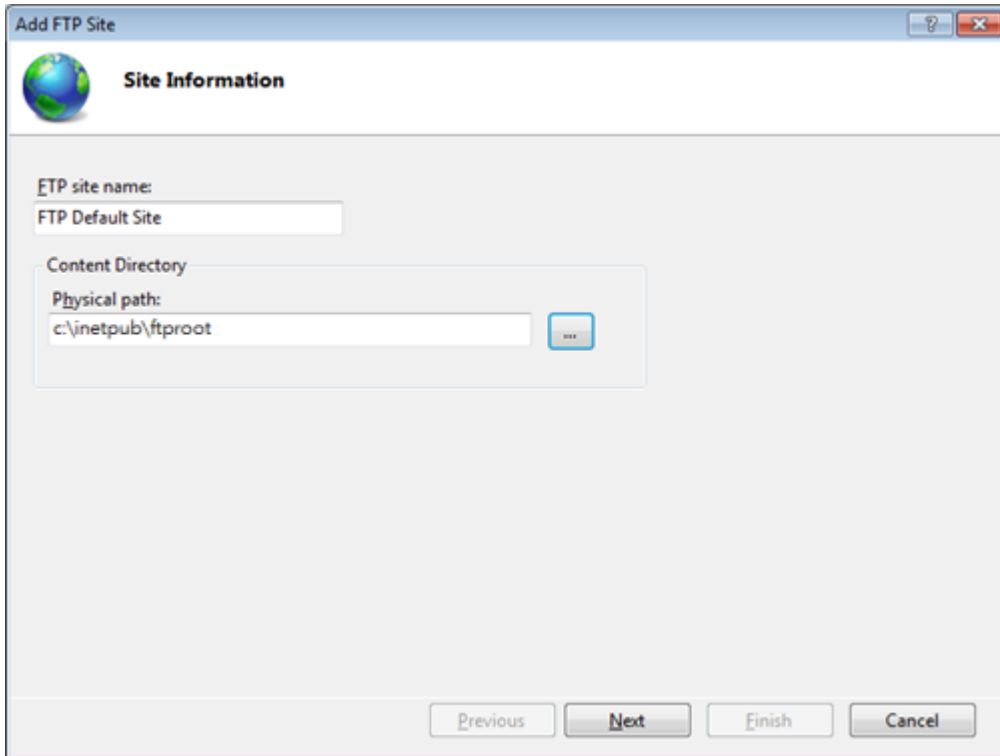 Add FTP Site
?
Site Information
FTP site name:
FTP Default Site
Content Directory
Physical path:
c:\inetpub\ftproot
...
Previous Next Finish Cancel